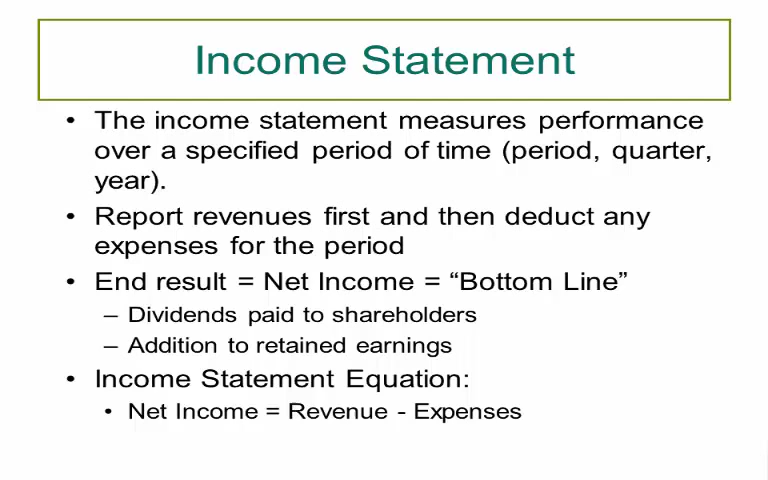 Income Statement
• The income statement measures performance
over a specified period of time (period, quarter,
year).
• Report revenues first and then deduct any
expenses for the period
• End result = Net Income = “Bottom Line”
– Dividends paid to shareholders
– Addition to retained earnings
• Income Statement Equation:
• Net Income = Revenue - Expenses